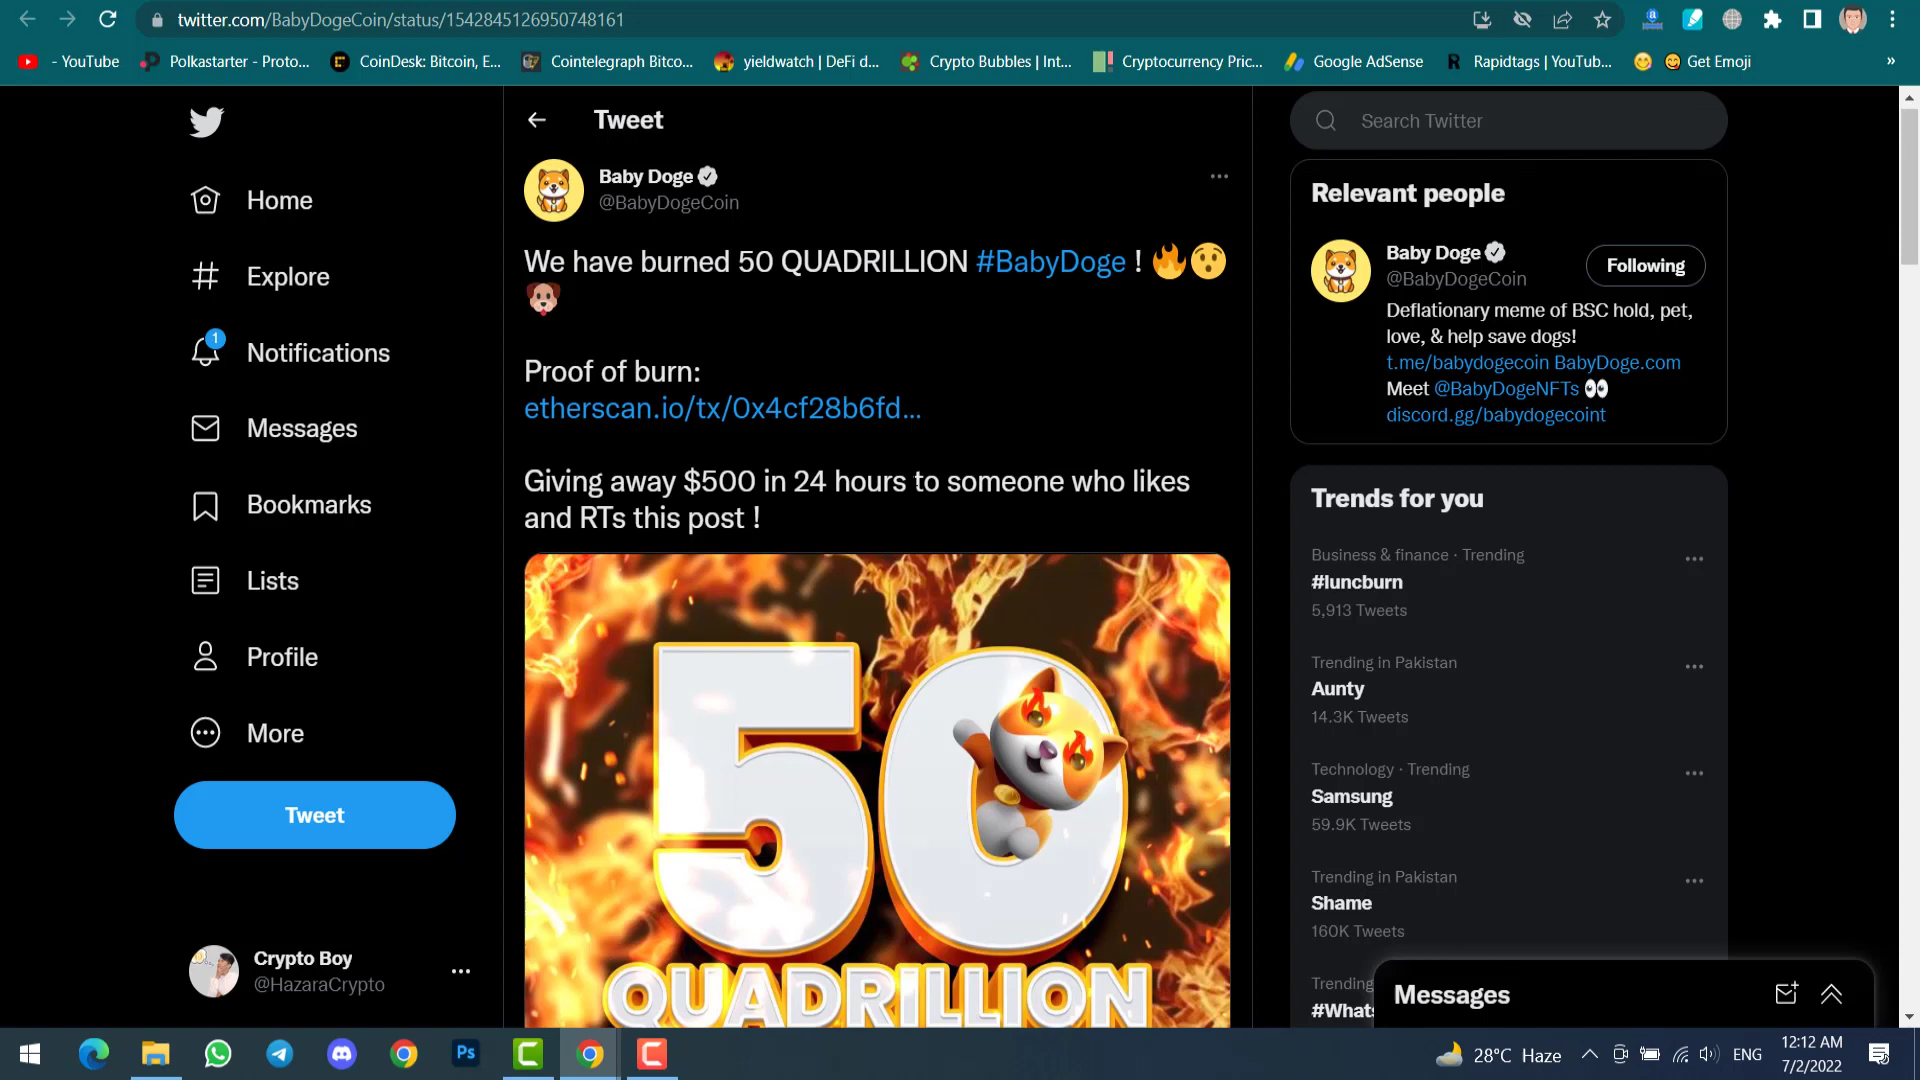 twitter.com/BabyDogeCoin/status/1542845126950748161
- YouTube
Polkastarter - Proto...
CoinDesk: Bitcoin, E...
Cointelegraph Bitco...
yieldwatch | DeFi d...
Crypto Bubbles | Int...
Cryptocurrency Pric...
Google AdSense
Rapidtags | YouTub...
Get Emoji
»
Home
Explore
1
Notifications
Messages
Bookmarks
Lists
Profile
More
Tweet
Crypto Boy
@HazaraCrypto
Tweet
Baby Doge
@BabyDogeCoin
We have burned 50 QUADRILLION #BabyDoge ! 🔥😯
🐶
Proof of burn:
etherscan.io/tx/0x4cf28b6fd...
Giving away $500 in 24 hours to someone who likes
and RTs this post !
50
QUADRILLION
Search Twitter
Relevant people
Baby Doge
@BabyDogeCoin
Following
Deflationary meme of BSC hold, pet,
love, & help save dogs!
t.me/babydogecoin BabyDoge.com
Meet @BabyDogeNFTs 👀
discord.gg/babydogecoint
Trends for you
Business & finance · Trending
#luncburn
5,913 Tweets
Trending in Pakistan
Aunty
14.3K Tweets
Technology · Trending
Samsung
59.9K Tweets
Trending in Pakistan
Shame
160K Tweets
Trending
#Whats
Messages
Ps
28°C Haze
ENG
12:12 AM
7/2/2022